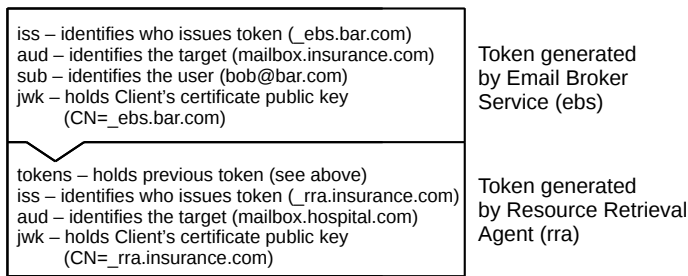 iss – identifies who issues token (_ebs.bar.com)
aud – identifies the target (mailbox.insurance.com)
sub – identifies the user (bob@bar.com)
jwk – holds Client's certificate public key
(CN=_ebs.bar.com)
Token generated
by Email Broker
Service (ebs)
tokens – holds previous token (see above)
iss – identifies who issues token (_rra.insurance.com)
aud – identifies the target (mailbox.hospital.com)
jwk – holds Client's certificate public key
(CN=_rra.insurance.com)
Token generated
by Resource Retrieval
Agent (rra)